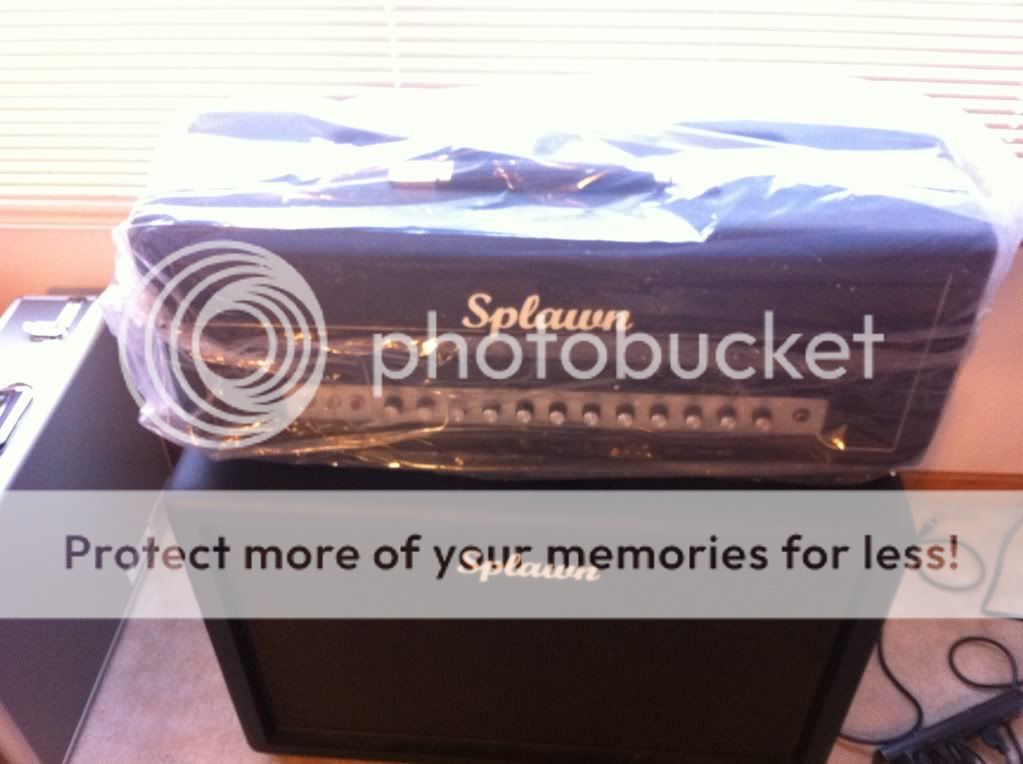 Splawn
photobucket
Protect more of your memories for less!
Splawn